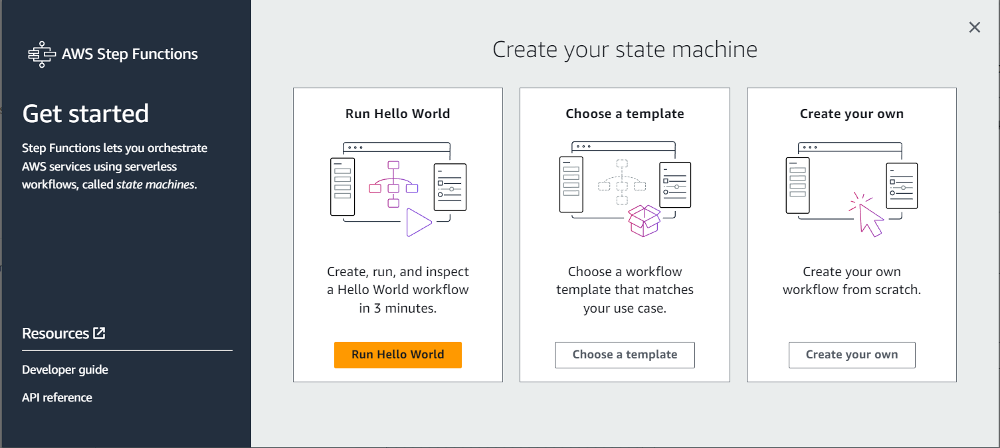 AWS Step Functions
Get started
Step Functions lets you orchestrate
AWS services using serverless
workflows, called state machines.
Resources
Developer guide
API reference
Create your state machine
Run Hello World
Create, run, and inspect
a Hello World workflow
in 3 minutes.
Run Hello World
Choose a template
Choose a workflow
template that matches
your use case.
Choose a template
Create your own
Create your own
workflow from scratch.
Create your own